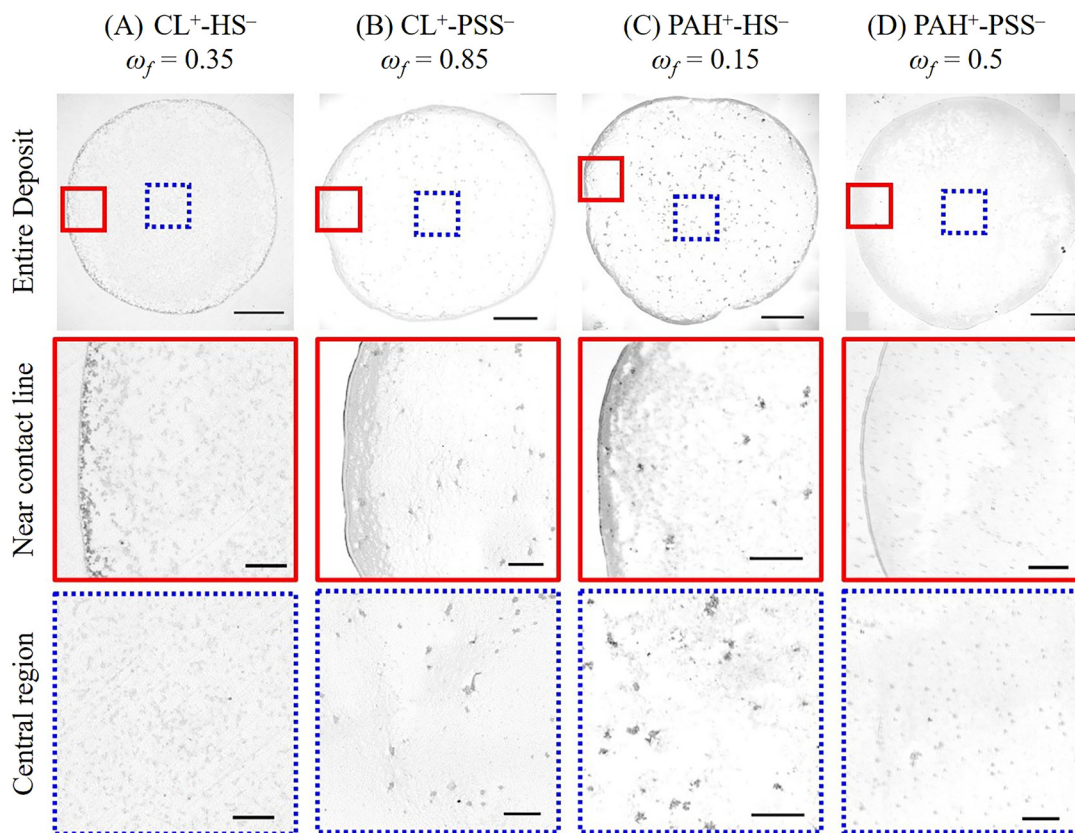 (A) CL⁺-HS⁻
ω_f = 0.35
(B) CL⁺-PSS⁻
ω_f = 0.85
(C) PAH⁺-HS⁻
ω_f = 0.15
(D) PAH⁺-PSS⁻
ω_f = 0.5
Entire Deposit
Near contact line
Central region